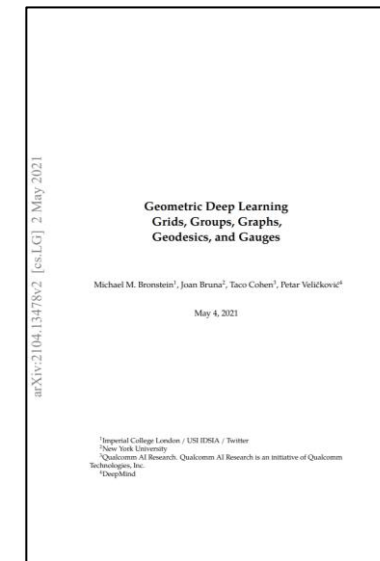 arXiv:2104.13478v2 [cs.LG] 2 May 2021
Geometric Deep Learning
Grids, Groups, Graphs,
Geodesics, and Gauges
Michael M. Bronstein¹, Joan Bruna², Taco Cohen³, Petar Veličković⁴
May 4, 2021
¹Imperial College London / USI IDSIA / Twitter
²New York University
³Qualcomm AI Research. Qualcomm AI Research is an initiative of Qualcomm
Technologies, Inc.
⁴DeepMind